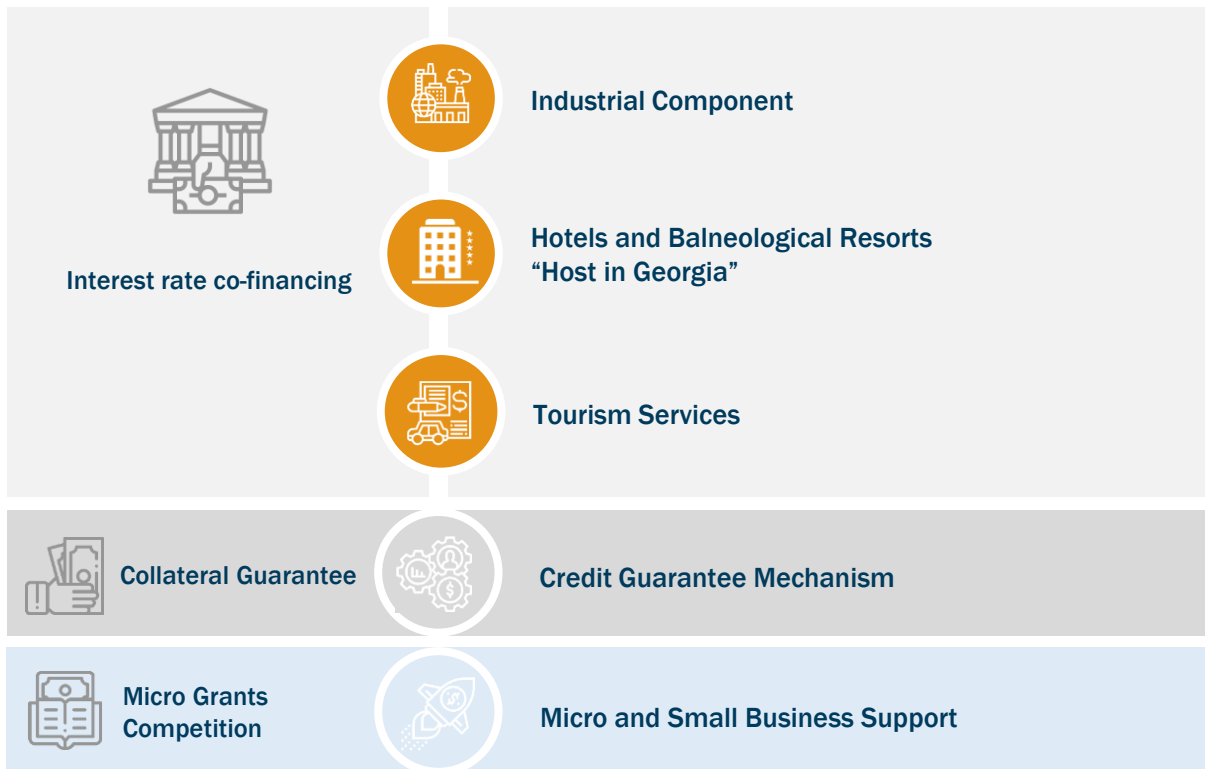 Industrial Component
Interest rate co-financing
Hotels and Balneological Resorts
“Host in Georgia”
Tourism Services
Collateral Guarantee
Credit Guarantee Mechanism
Micro Grants
Competition
Micro and Small Business Support